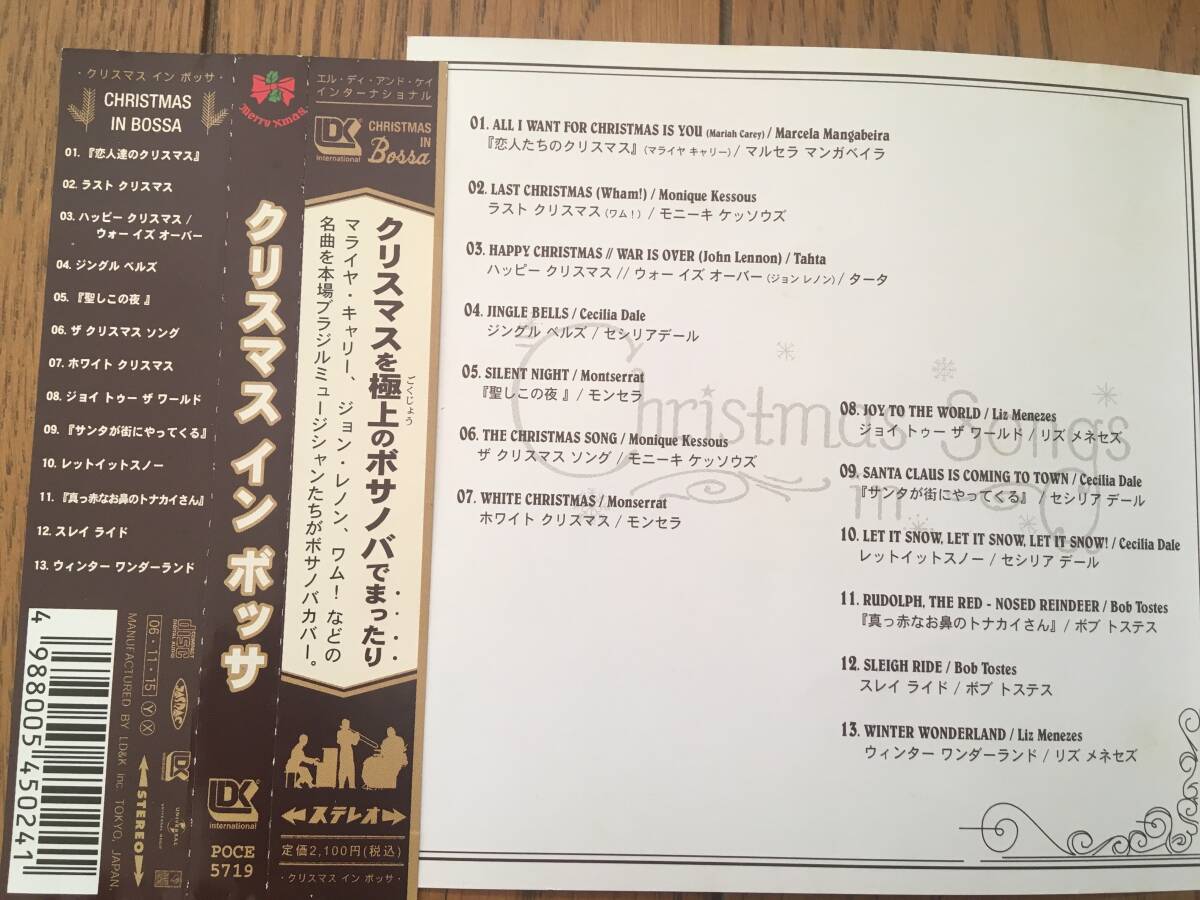 ・クリスマス イン ボッサ・
CHRISTMAS
IN BOSSA
01.『恋人達のクリスマス』
02. ラスト クリスマス
03. ハッピー クリスマス /
ウォー イズ オーバー
04. ジングル ベルズ
05.『聖しこの夜 』
06. ザ クリスマス ソング
07. ホワイト クリスマス
08. ジョイ トゥー ザ ワールド
09.『サンタが街にやってくる』
10. レットイットスノー
11.『真っ赤なお鼻のトナカイさん』
12. スレイ ライド
13. ウィンター ワンダーランド
4 988005 450241
MANUFACTURED BY LD&K inc. TOKYO, JAPAN.
06・11・15 Ⓨ Ⓧ
COMPACT
disc
DIGITAL AUDIO
JASRAC
LDK
UNIVERSAL
STEREO
Merry X'mas
クリスマス イン ボッサ
LDK
international
POCE
5719
エル・ディ・アンド・ケイ
インターナショナル
LDK
international
CHRISTMAS
IN
Bossa
クリスマスを極上のボサノバでまったり
ごくじょう
マライヤ・キャリー、ジョン・レノン、ワム！などの
名曲を本場ブラジルミュージシャンたちがボサノバカバー。
ステレオ
定価2,100円(税込)
・クリスマス イン ボッサ・
Christmas Songs
in
01. ALL I WANT FOR CHRISTMAS IS YOU (Mariah Carey) / Marcela Mangabeira
『恋人たちのクリスマス』(マライヤ キャリー) / マルセラ マンガベイラ
02. LAST CHRISTMAS (Wham!) / Monique Kessous
ラスト クリスマス (ワム！) / モニーキ ケッソウズ
03. HAPPY CHRISTMAS // WAR IS OVER (John Lennon) / Tahta
ハッピー クリスマス // ウォー イズ オーバー (ジョン レノン) / タータ
04. JINGLE BELLS / Cecilia Dale
ジングル ベルズ / セシリアデール
05. SILENT NIGHT / Montserrat
『聖しこの夜 』/ モンセラ
06. THE CHRISTMAS SONG / Monique Kessous
ザ クリスマス ソング / モニーキ ケッソウズ
07. WHITE CHRISTMAS / Monserrat
ホワイト クリスマス / モンセラ
08. JOY TO THE WORLD / Liz Menezes
ジョイ トゥー ザ ワールド / リズ メネセズ
09. SANTA CLAUS IS COMING TO TOWN / Cecilia Dale
『サンタが街にやってくる』 / セシリア デール
10. LET IT SNOW, LET IT SNOW, LET IT SNOW! / Cecilia Dale
レットイットスノー / セシリア デール
11. RUDOLPH, THE RED - NOSED REINDEER / Bob Tostes
『真っ赤なお鼻のトナカイさん』 / ボブ トステス
12. SLEIGH RIDE / Bob Tostes
スレイ ライド / ボブ トステス
13. WINTER WONDERLAND / Liz Menezes
ウィンター ワンダーランド / リズ メネセズ